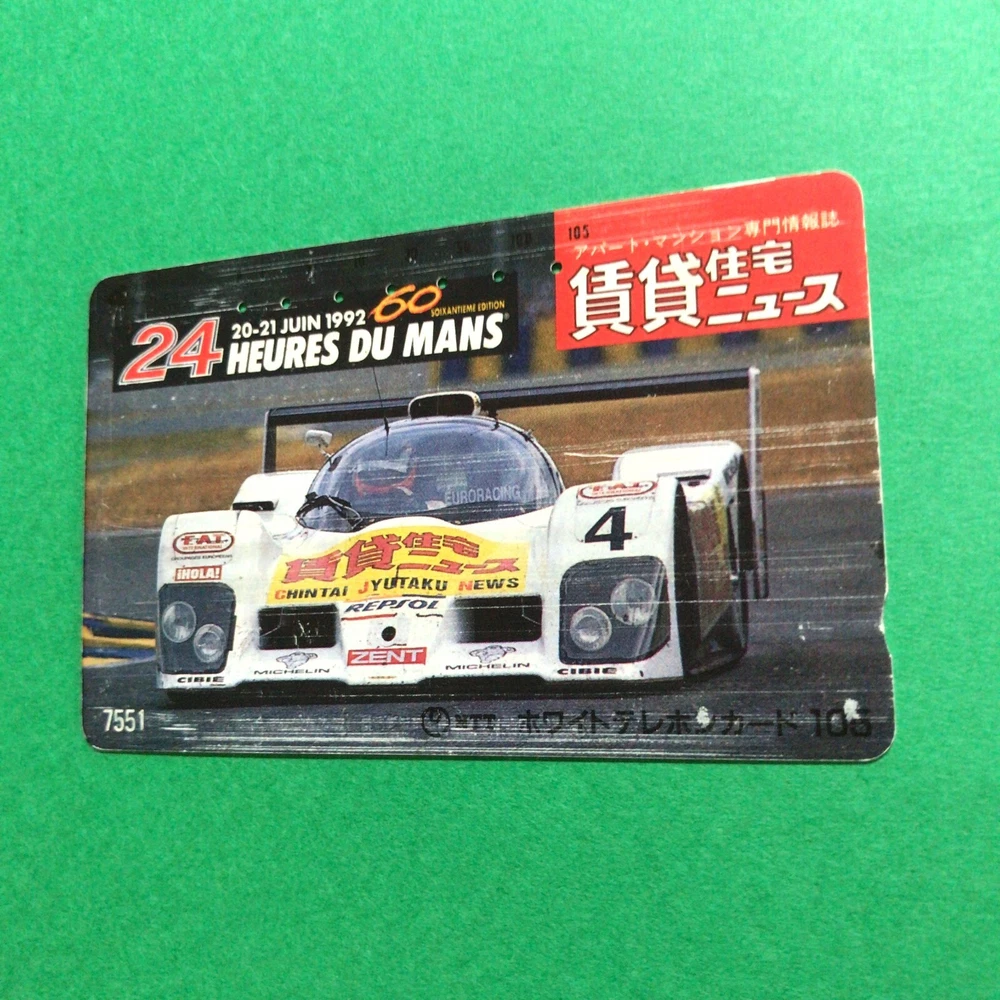 105
アパート・マンション専門情報誌
賃貸住宅
ニュース
24
20-21 JUIN 1992
60
SOIXANTIEME EDITION
HEURES DU MANS
EURORACING
F.A.T.
INTERNATIONAL
F.A.T.
4
¡HOLA!
賃貸住宅
ニュース
CHINTAI JYUTAKU NEWS
REPSOL
ZENT
MICHELIN
MICHELIN
CIBIE
CIBIE
7551
NTT ホワイトテレホンカード 105